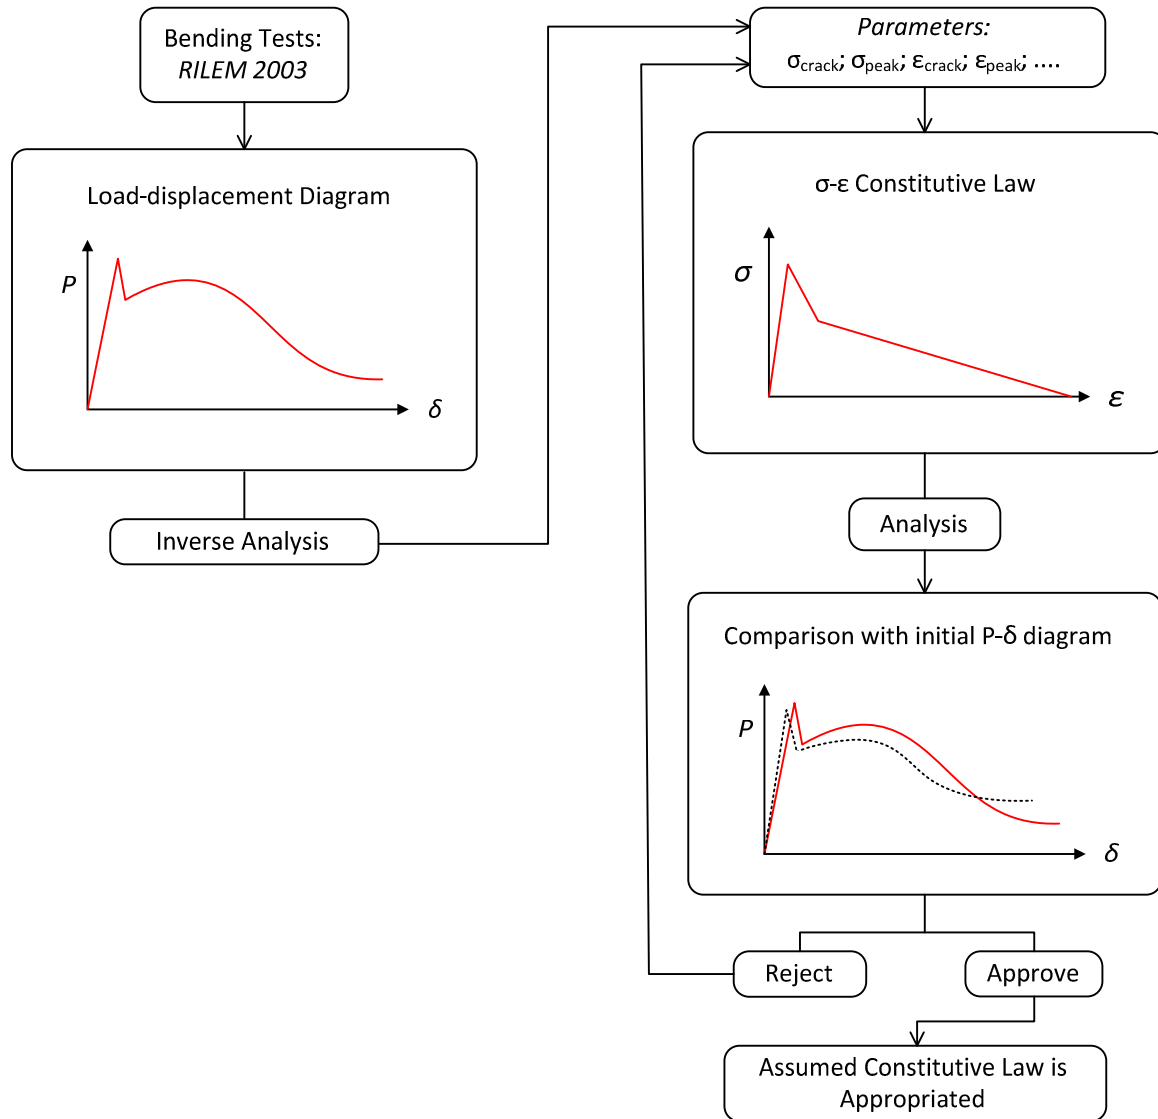 Bending Tests:
RILEM 2003
Load-displacement Diagram
P
δ
Inverse Analysis
Parameters:
σcrack; σpeak; εcrack; εpeak; ....
σ-ε Constitutive Law
σ
ε
Analysis
Comparison with initial P-δ diagram
P
δ
Reject
Approve
Assumed Constitutive Law is
Appropriated